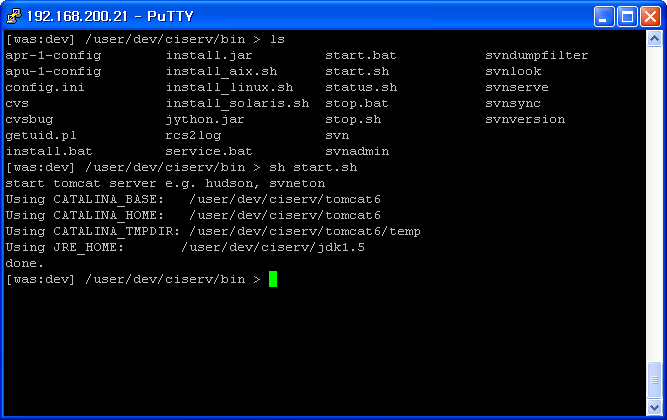 192.168.200.21 - PuTTY
[was:dev] /user/dev/ciserv/bin > ls
apr-1-config        install.jar         start.bat           svndumpfilter
apu-1-config        install_aix.sh      start.sh            svnlook
config.ini          install_linux.sh    status.sh           svnserve
cvs                 install_solaris.sh  stop.bat            svnsync
cvsbug              jython.jar          stop.sh             svnversion
getuid.pl           rcs2log             svn
install.bat         service.bat         svnadmin
[was:dev] /user/dev/ciserv/bin > sh start.sh
start tomcat server e.g. hudson, svneton
Using CATALINA_BASE:   /user/dev/ciserv/tomcat6
Using CATALINA_HOME:   /user/dev/ciserv/tomcat6
Using CATALINA_TMPDIR: /user/dev/ciserv/tomcat6/temp
Using JRE_HOME:       /user/dev/ciserv/jdk1.5
done.
[was:dev] /user/dev/ciserv/bin >